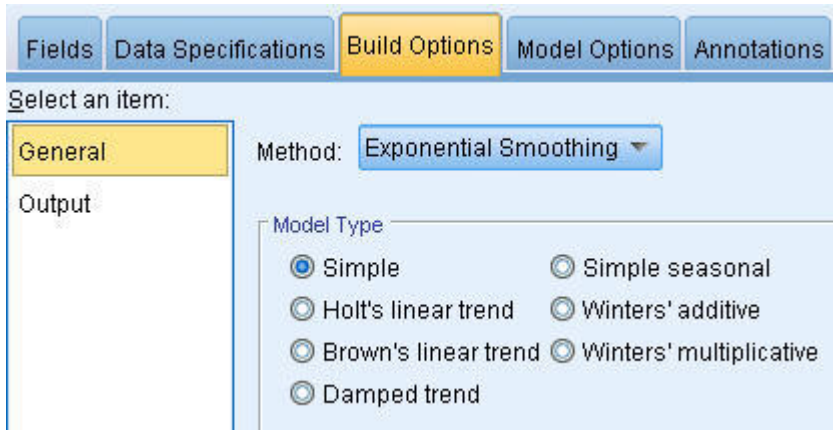 Fields Data Specifications Build Options Model Options Annotations
Select an item:
General
Output
Method: Exponential Smoothing
Model Type
Simple
Simple seasonal
Holt's linear trend
Winters' additive
Brown's linear trend
Winters' multiplicative
Damped trend